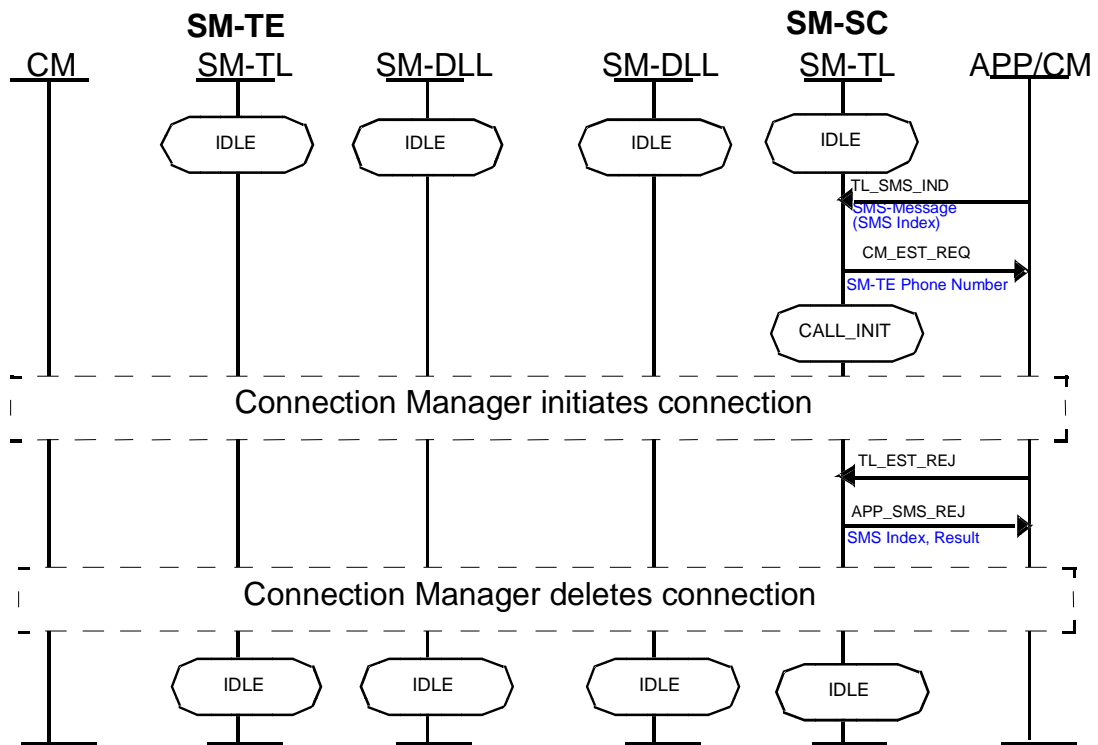 SM-TE SM-SC
CM SM-TL SM-DLL SM-DLL SM-TL APP/CM
IDLE IDLE IDLE IDLE
TL_SMS_IND
SMS-Message
(SMS Index)
CM_EST_REQ
SM-TE Phone Number
CALL_INIT
Connection Manager initiates connection
TL_EST_REJ
APP_SMS_REJ
SMS Index, Result
Connection Manager deletes connection
IDLE IDLE IDLE IDLE